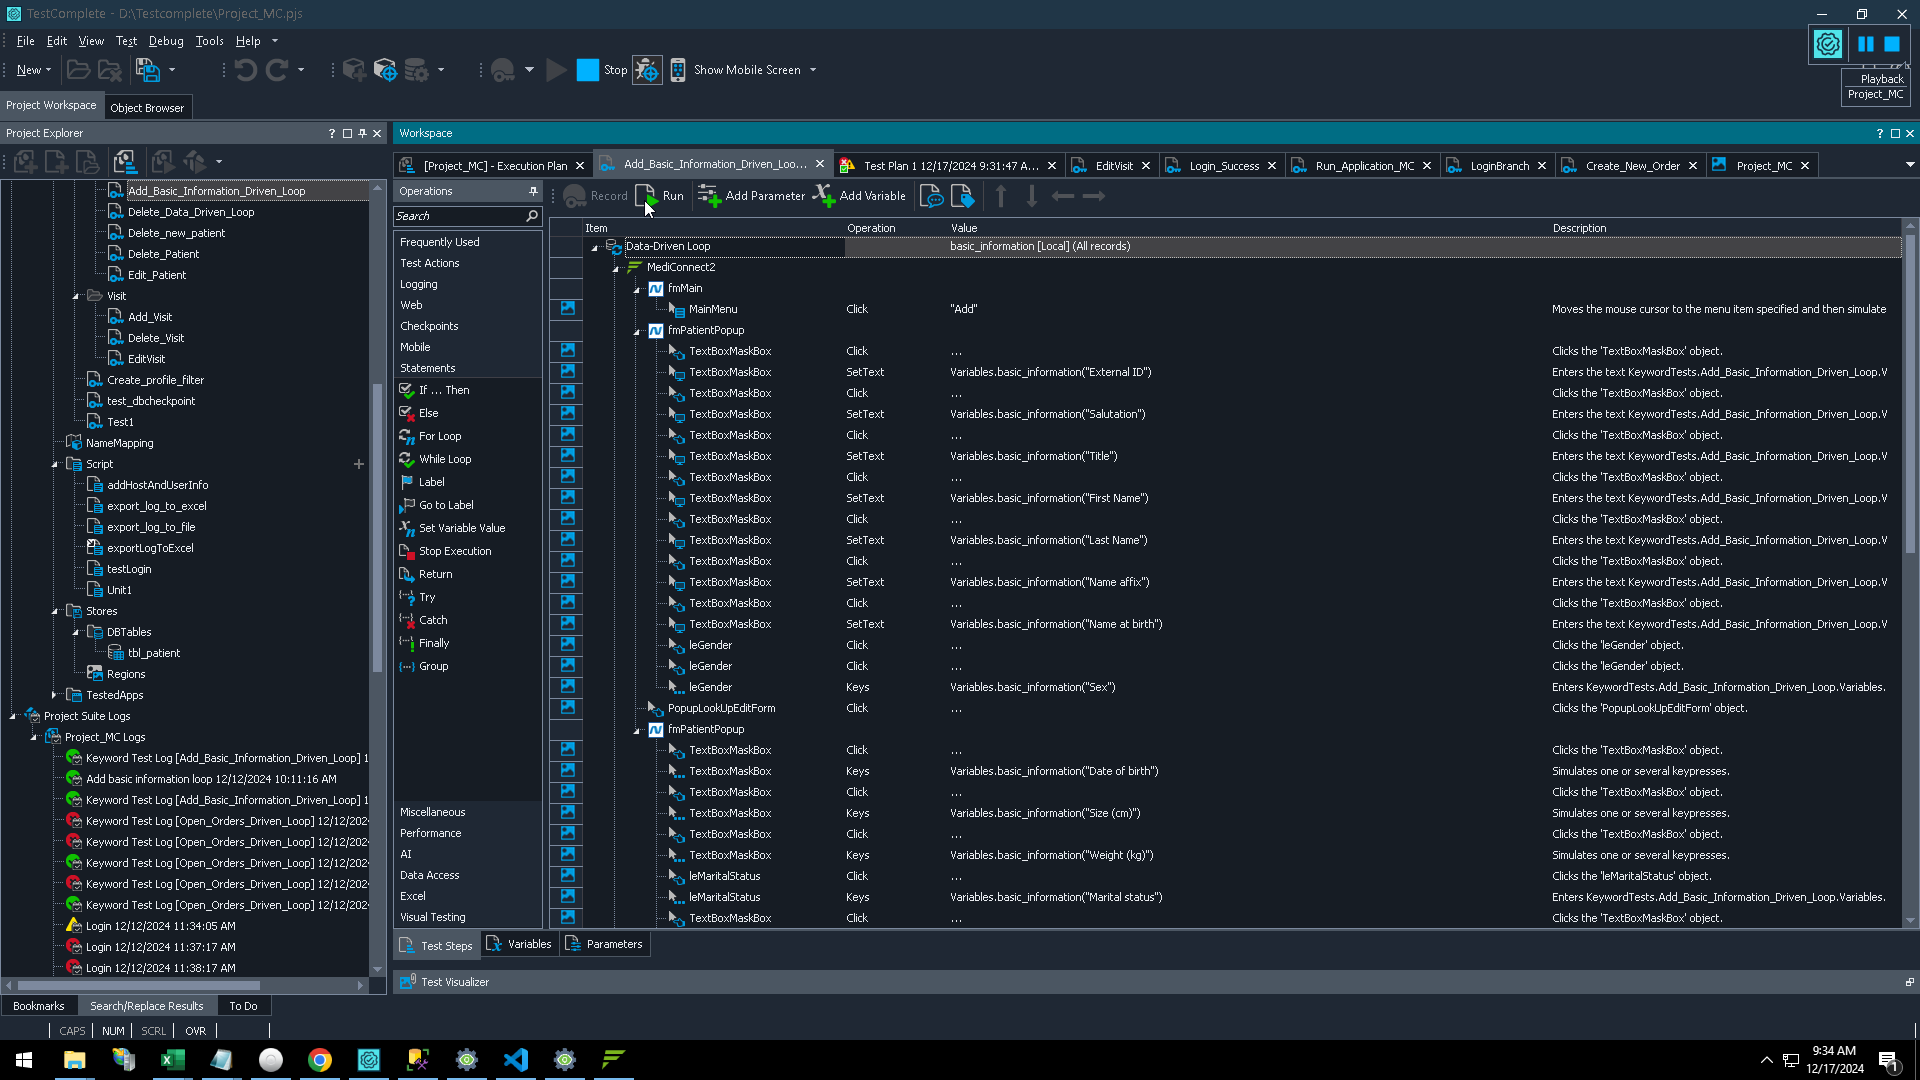 TestComplete - D:\Testcomplete\Project_MC.pjs
File Edit View Test Debug Tools Help
New
Stop
Show Mobile Screen
Playback
Project_MC
Project Workspace
Object Browser
Project Explorer
Workspace
[Project_MC] - Execution Plan
Add_Basic_Information_Driven_Loo...
Test Plan 1 12/17/2024 9:31:47 A...
EditVisit
Login_Success
Run_Application_MC
LoginBranch
Create_New_Order
Project_MC
Operations
Record
Run
Add Parameter
Add Variable
Search
Frequently Used
Test Actions
Logging
Web
Checkpoints
Mobile
Statements
If ... Then
Else
For Loop
While Loop
Label
Go to Label
Set Variable Value
Stop Execution
Return
Try
Catch
Finally
Group
Miscellaneous
Performance
AI
Data Access
Excel
Visual Testing
Add_Basic_Information_Driven_Loop
Delete_Data_Driven_Loop
Delete_new_patient
Delete_Patient
Edit_Patient
Visit
Add_Visit
Delete_Visit
EditVisit
Create_profile_filter
test_dbcheckpoint
Test1
NameMapping
Script
addHostAndUserInfo
export_log_to_excel
export_log_to_file
exportLogToExcel
testLogin
Unit1
Stores
DBTables
tbl_patient
Regions
TestedApps
Project Suite Logs
Project_MC Logs
Keyword Test Log [Add_Basic_Information_Driven_Loop] 1
Add basic information loop 12/12/2024 10:11:16 AM
Keyword Test Log [Add_Basic_Information_Driven_Loop] 1
Keyword Test Log [Open_Orders_Driven_Loop] 12/12/202
Keyword Test Log [Open_Orders_Driven_Loop] 12/12/202
Keyword Test Log [Open_Orders_Driven_Loop] 12/12/202
Keyword Test Log [Open_Orders_Driven_Loop] 12/12/202
Keyword Test Log [Open_Orders_Driven_Loop] 12/12/202
Login 12/12/2024 11:34:05 AM
Login 12/12/2024 11:37:17 AM
Login 12/12/2024 11:38:17 AM
Item Operation Value Description
Data-Driven Loop basic_information [Local] (All records)
MediConnect2
fmMain
MainMenu Click "Add" Moves the mouse cursor to the menu item specified and then simulate
fmPatientPopup
TextBoxMaskBox Click ... Clicks the 'TextBoxMaskBox' object.
TextBoxMaskBox SetText Variables.basic_information("External ID") Enters the text KeywordTests.Add_Basic_Information_Driven_Loop.V
TextBoxMaskBox Click ... Clicks the 'TextBoxMaskBox' object.
TextBoxMaskBox SetText Variables.basic_information("Salutation") Enters the text KeywordTests.Add_Basic_Information_Driven_Loop.V
TextBoxMaskBox Click ... Clicks the 'TextBoxMaskBox' object.
TextBoxMaskBox SetText Variables.basic_information("Title") Enters the text KeywordTests.Add_Basic_Information_Driven_Loop.V
TextBoxMaskBox Click ... Clicks the 'TextBoxMaskBox' object.
TextBoxMaskBox SetText Variables.basic_information("First Name") Enters the text KeywordTests.Add_Basic_Information_Driven_Loop.V
TextBoxMaskBox Click ... Clicks the 'TextBoxMaskBox' object.
TextBoxMaskBox SetText Variables.basic_information("Last Name") Enters the text KeywordTests.Add_Basic_Information_Driven_Loop.V
TextBoxMaskBox Click ... Clicks the 'TextBoxMaskBox' object.
TextBoxMaskBox SetText Variables.basic_information("Name affix") Enters the text KeywordTests.Add_Basic_Information_Driven_Loop.V
TextBoxMaskBox Click ... Clicks the 'TextBoxMaskBox' object.
TextBoxMaskBox SetText Variables.basic_information("Name at birth") Enters the text KeywordTests.Add_Basic_Information_Driven_Loop.V
leGender Click ... Clicks the 'leGender' object.
leGender Click ... Clicks the 'leGender' object.
leGender Keys Variables.basic_information("Sex") Enters KeywordTests.Add_Basic_Information_Driven_Loop.Variables.
PopupLookUpEditForm Click ... Clicks the 'PopupLookUpEditForm' object.
fmPatientPopup
TextBoxMaskBox Click ... Clicks the 'TextBoxMaskBox' object.
TextBoxMaskBox Keys Variables.basic_information("Date of birth") Simulates one or several keypresses.
TextBoxMaskBox Click ... Clicks the 'TextBoxMaskBox' object.
TextBoxMaskBox Keys Variables.basic_information("Size (cm)") Simulates one or several keypresses.
TextBoxMaskBox Click ... Clicks the 'TextBoxMaskBox' object.
TextBoxMaskBox Keys Variables.basic_information("Weight (kg)") Simulates one or several keypresses.
leMaritalStatus Click ... Clicks the 'leMaritalStatus' object.
leMaritalStatus Keys Variables.basic_information("Marital status") Enters KeywordTests.Add_Basic_Information_Driven_Loop.Variables.
TextBoxMaskBox Click ... Clicks the 'TextBoxMaskBox' object.
Test Steps Variables Parameters
Test Visualizer
Bookmarks Search/Replace Results To Do
CAPS NUM SCRL OVR
9:34 AM
12/17/2024
1